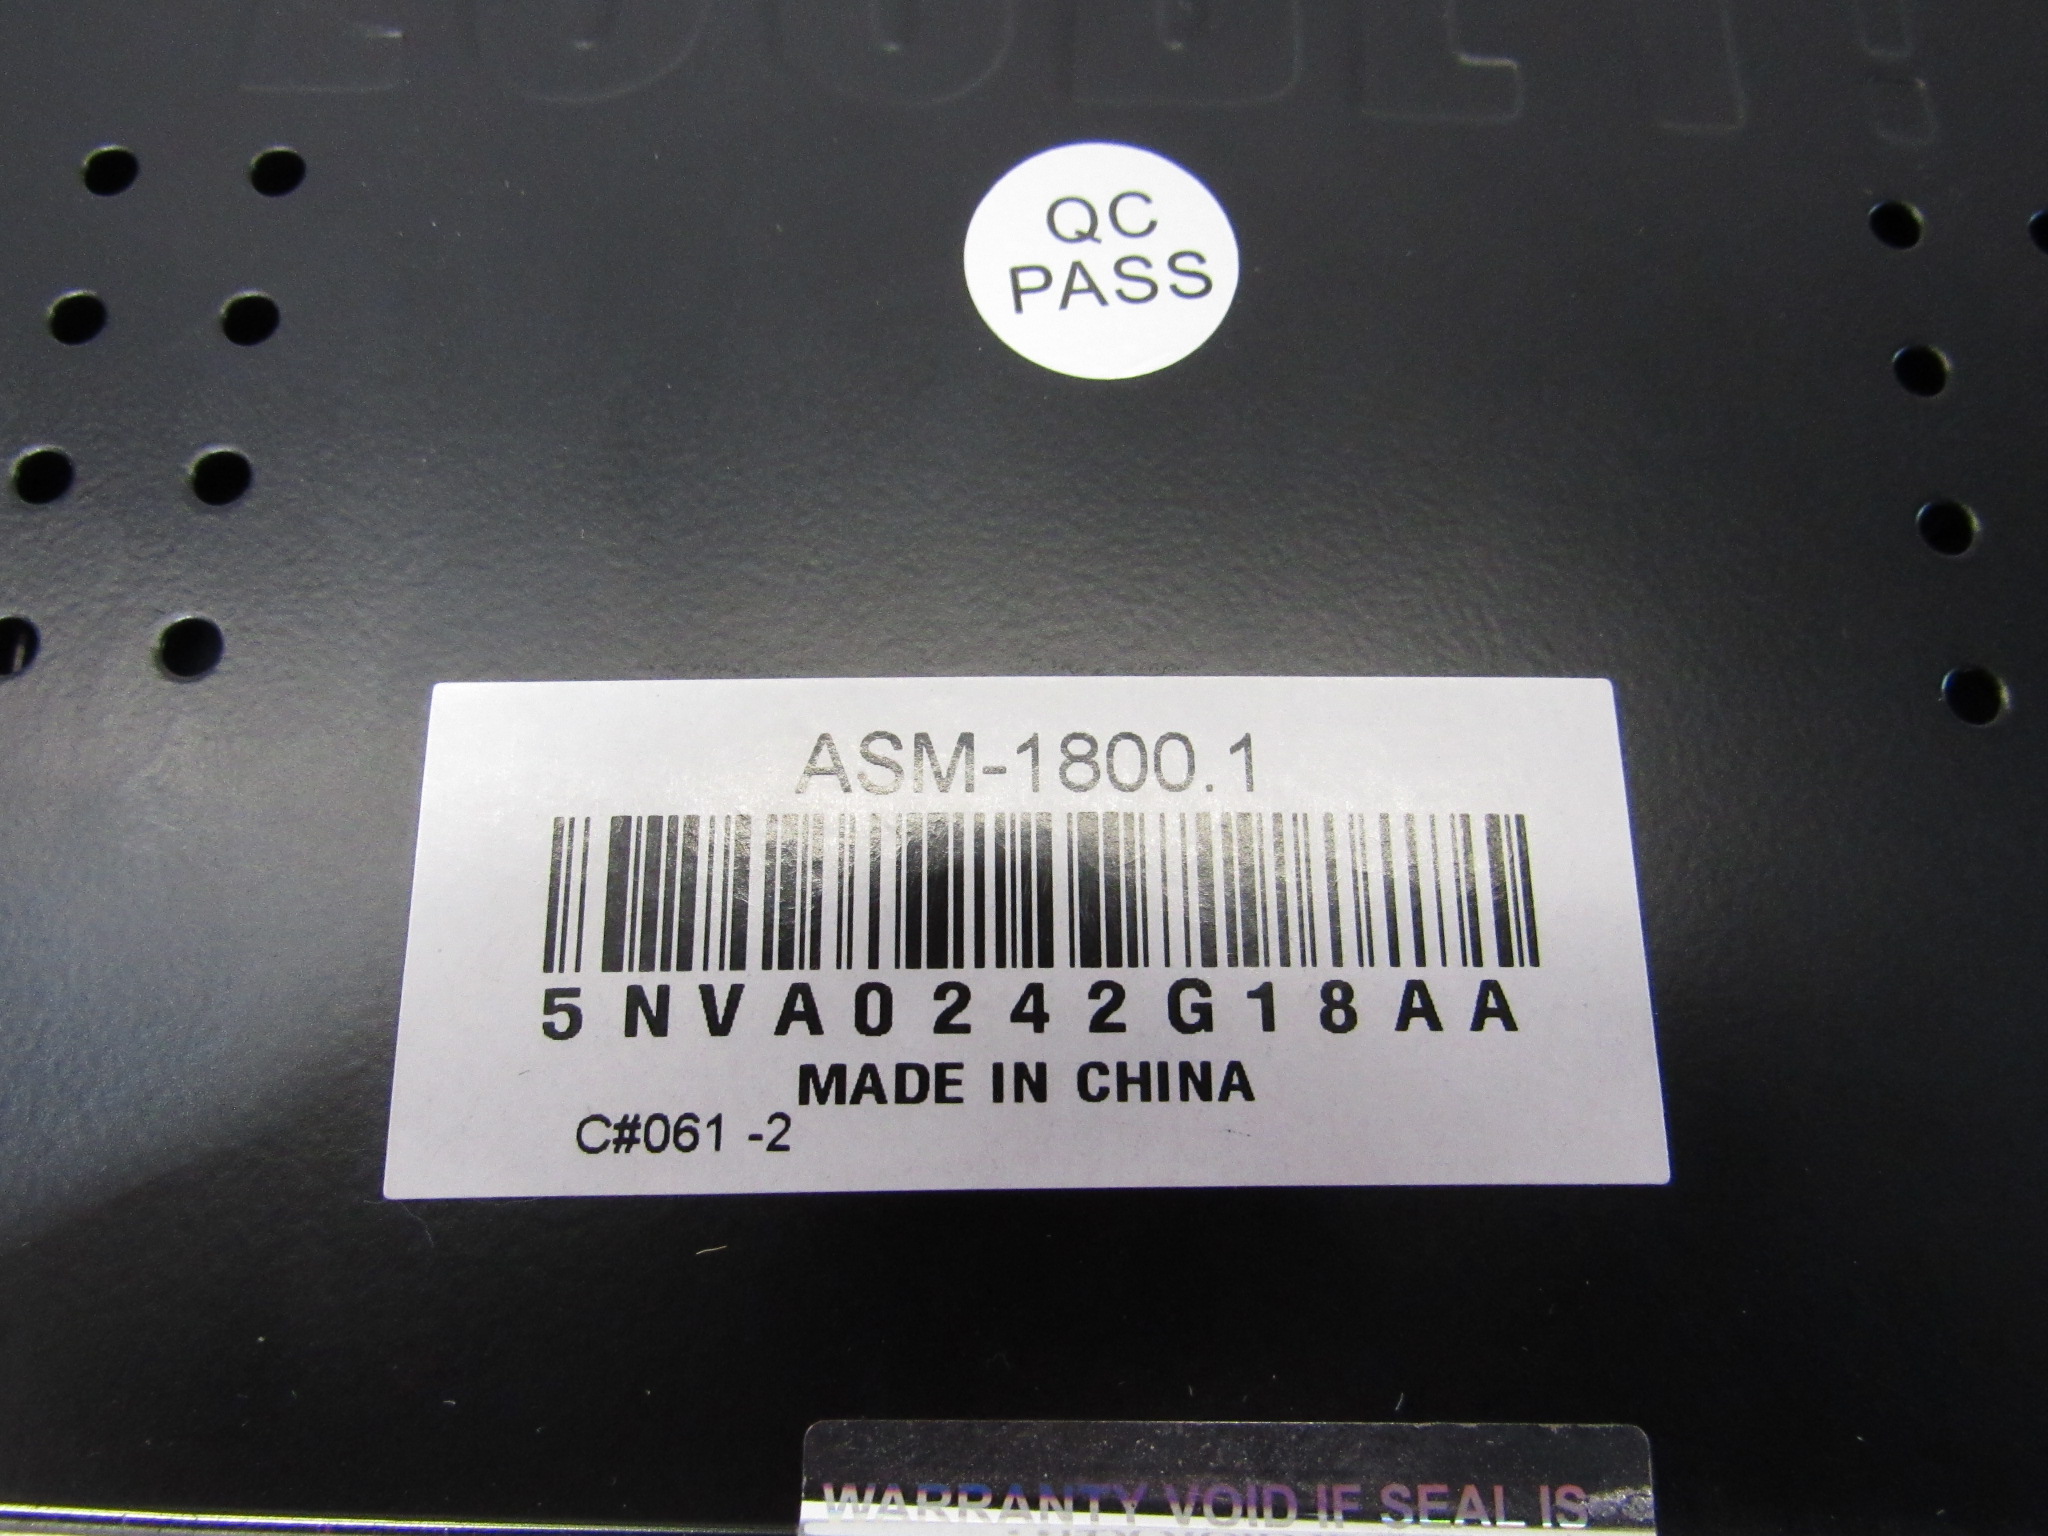 QC
PASS
ASM-1800.1
5NVA0242G18AA
MADE IN CHINA
C#061 -2
WARRANTY VOID IF SEAL IS